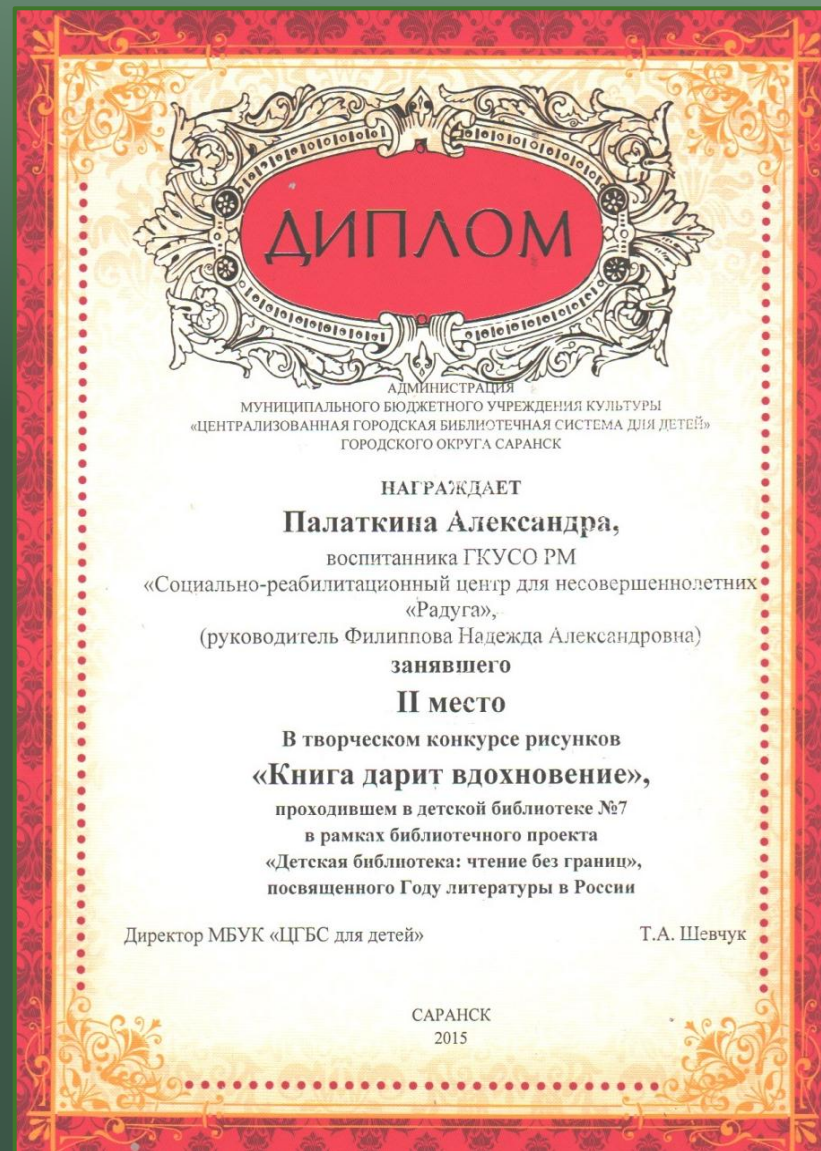 ДИПЛОМ
АДМИНИСТРАЦИЯ
МУНИЦИПАЛЬНОГО БЮДЖЕТНОГО УЧРЕЖДЕНИЯ КУЛЬТУРЫ
«ЦЕНТРАЛИЗОВАННАЯ ГОРОДСКАЯ БИБЛИОТЕЧНАЯ СИСТЕМА ДЛЯ ДЕТЕЙ»
ГОРОДСКОГО ОКРУГА САРАНСК
НАГРАЖДАЕТ
Палаткина Александра,
воспитанника ГКУСО РМ
«Социально-реабилитационный центр для несовершеннолетних
«Радуга»,
(руководитель Филиппова Надежда Александровна)
занявшего
II место
В творческом конкурсе рисунков
«Книга дарит вдохновение»,
проходившем в детской библиотеке №7
в рамках библиотечного проекта
«Детская библиотека: чтение без границ»,
посвященного Году литературы в России
Директор МБУК «ЦГБС для детей» Т.А. Шевчук
САРАНСК
2015